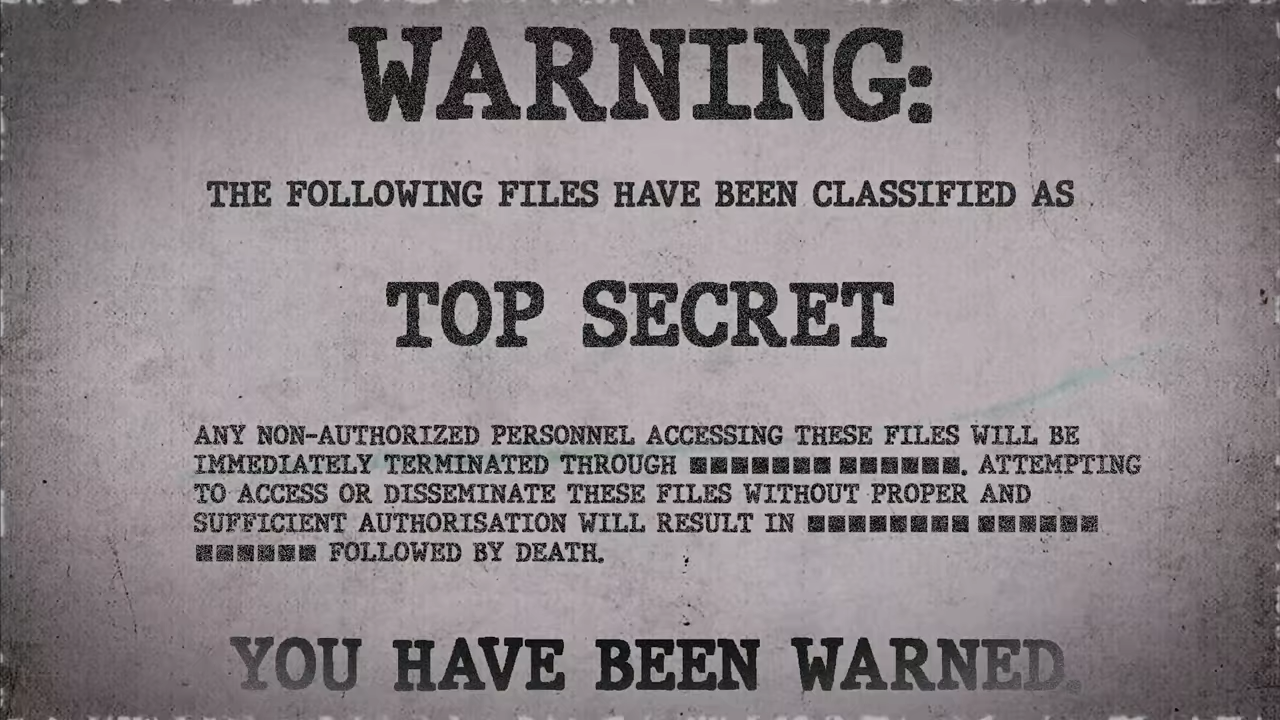 WARNING:
THE FOLLOWING FILES HAVE BEEN CLASSIFIED AS
TOP SECRET
ANY NON-AUTHORIZED PERSONNEL ACCESSING THESE FILES WILL BE
IMMEDIATELY TERMINATED THROUGH ■■■■■■■ ■■■■■■. ATTEMPTING
TO ACCESS OR DISSEMINATE THESE FILES WITHOUT PROPER AND
SUFFICIENT AUTHORISATION WILL RESULT IN ■■■■■■■■ ■■■■■■
■■■■■■ FOLLOWED BY DEATH.
YOU HAVE BEEN WARNED.